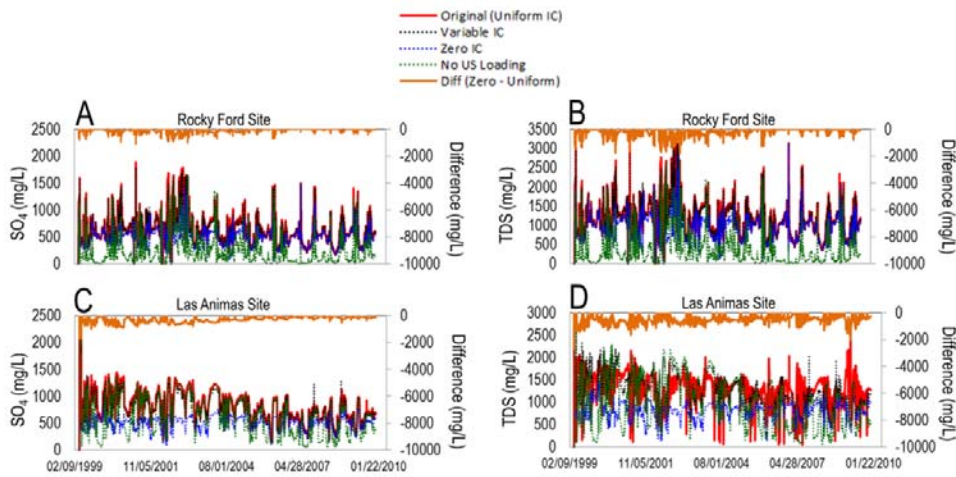 Original (Uniform IC)
Variable IC
Zero IC
No US Loading
Diff (Zero - Uniform)
A
Rocky Ford Site
2500
2000
1500
1000
500
0
SO4 (mg/L)
0
-2000
-4000
-6000
-8000
-10000
Difference (mg/L)
B
Rocky Ford Site
3500
3000
2500
2000
1500
1000
500
0
TDS (mg/L)
0
-2000
-4000
-6000
-8000
-10000
Difference (mg/L)
C
Las Animas Site
2500
2000
1500
1000
500
0
SO4 (mg/L)
0
-2000
-4000
-6000
-8000
-10000
Difference (mg/L)
02/09/1999 11/05/2001 08/01/2004 04/28/2007 01/22/2010
D
Las Animas Site
3000
2500
2000
1500
1000
500
0
TDS (mg/L)
0
-2000
-4000
-6000
-8000
-10000
Difference (mg/L)
02/09/1999 11/05/2001 08/01/2004 04/28/2007 01/22/2010